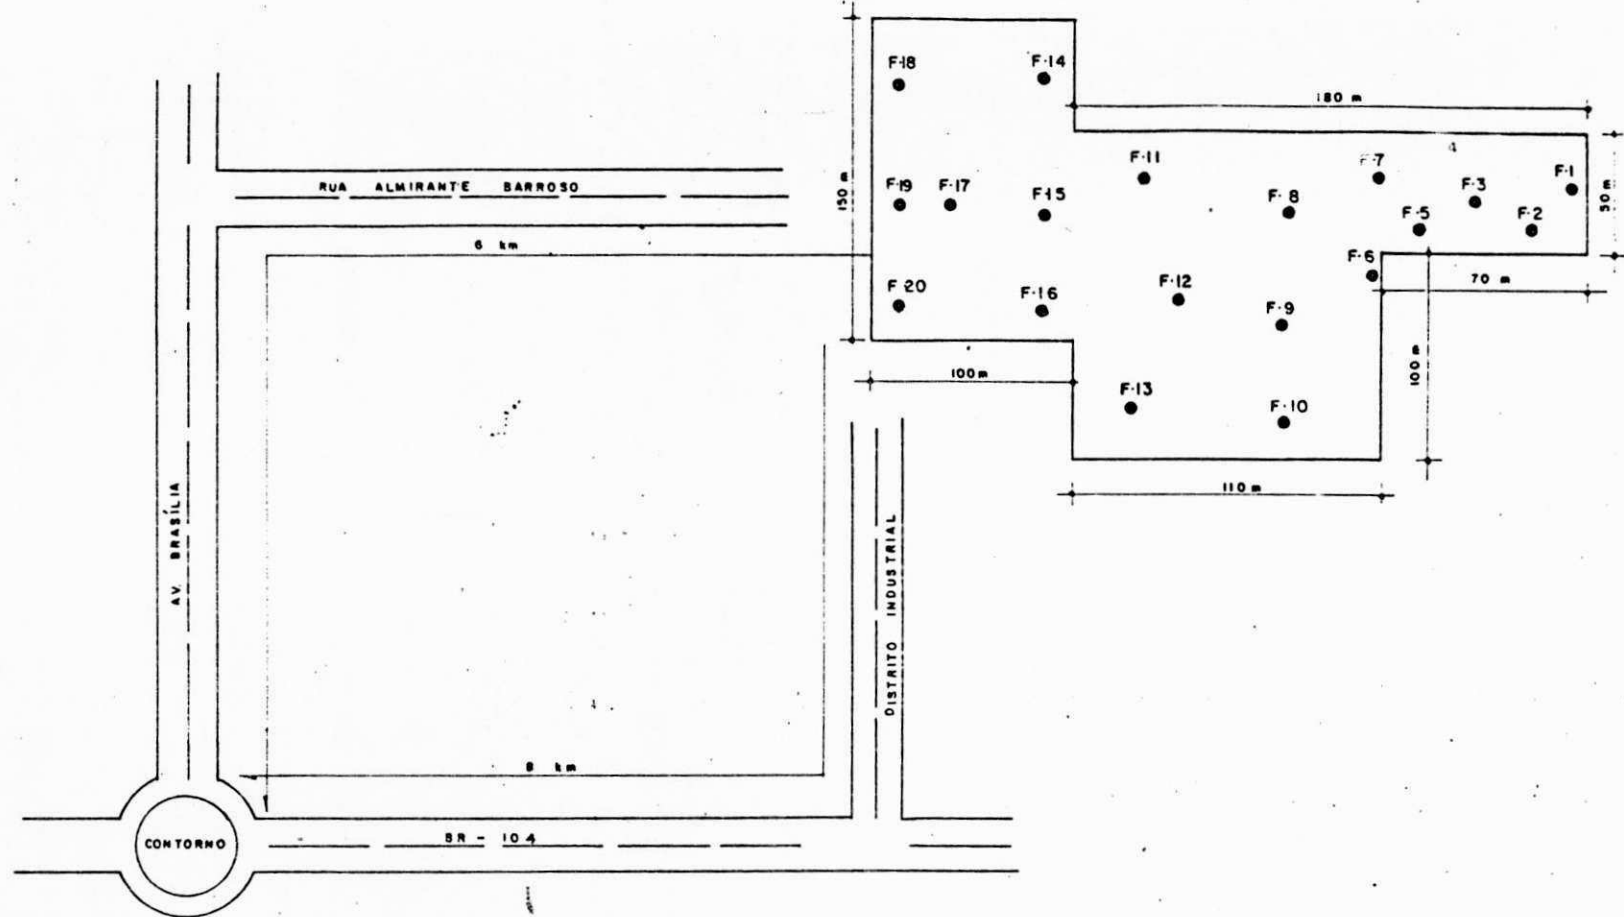 F·18
F·14
180 m
RUA ALMIRANTE BARROSO
150 m
F·11
F·7
4
F·1
F·19
F·17
F·15
F·8
F·3
50 m
F·5
F·2
6 km
F·6
F·20
F·16
F·12
70 m
F·9
100 m
100 m
F·13
F·10
110 m
AV. BRASÍLIA
DISTRITO INDUSTRIAL
8 km
CONTORNO
BR - 104